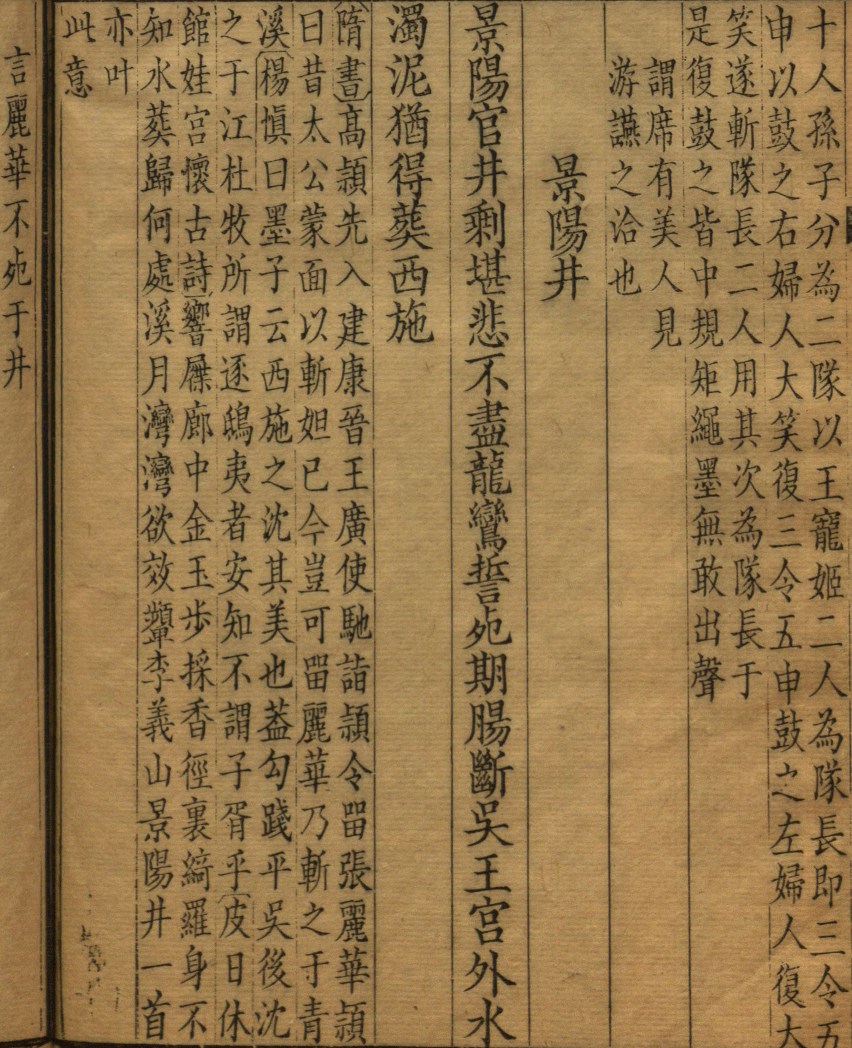 十人孫子分為二隊以王寵姬二人為隊長即三令五
申以鼓之右婦人大笑復三令五申鼓之左婦人復大
笑遂斬隊長二人用其次為隊長于
是復鼓之皆中規矩繩墨無敢出聲
謂席有美人見
游讌之洽也
景陽井
景陽宮井剩堪悲不盡龍鸞誓死期腸斷吳王宮外水
濁泥猶得葬西施
隋書高熲先入建康晉王廣使馳詣熲令畱張麗華熲
曰昔太公蒙面以斬妲己今豈可畱麗華乃斬之于青
溪楊慎曰墨子云西施之沈其美也葢勾踐平吳後沈
之于江杜牧所謂逐鴟夷者安知不謂子胥乎皮日休
館娃宮懷古詩響屧廊中金玉步採香徑裏綺羅身不
知水葬歸何處溪月灣灣欲效顰李義山景陽井一首
亦叶
此意
言麗華不死于井